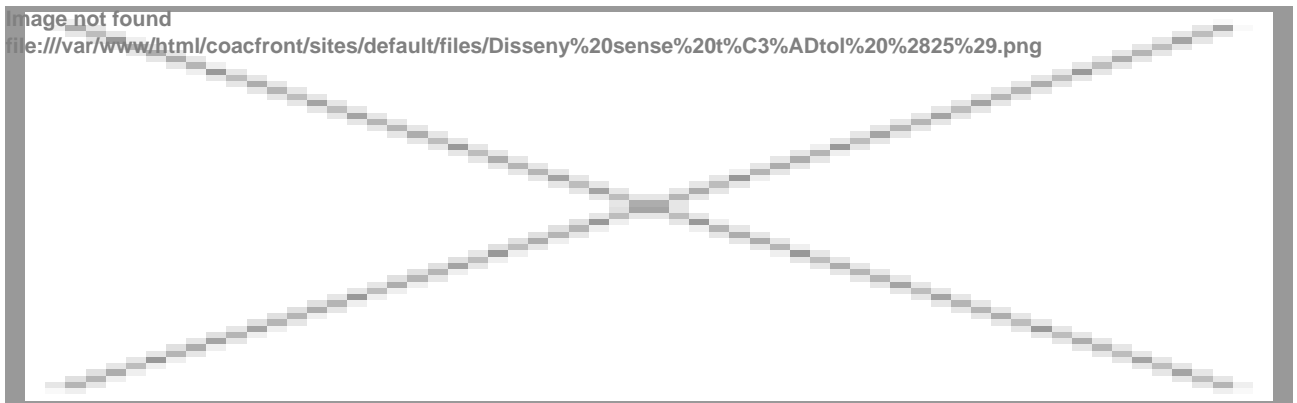 Image not found
file:///var/www/html/coacfront/sites/default/files/Disseny%20sense%20t%C3%ADtol%20%2825%29.png